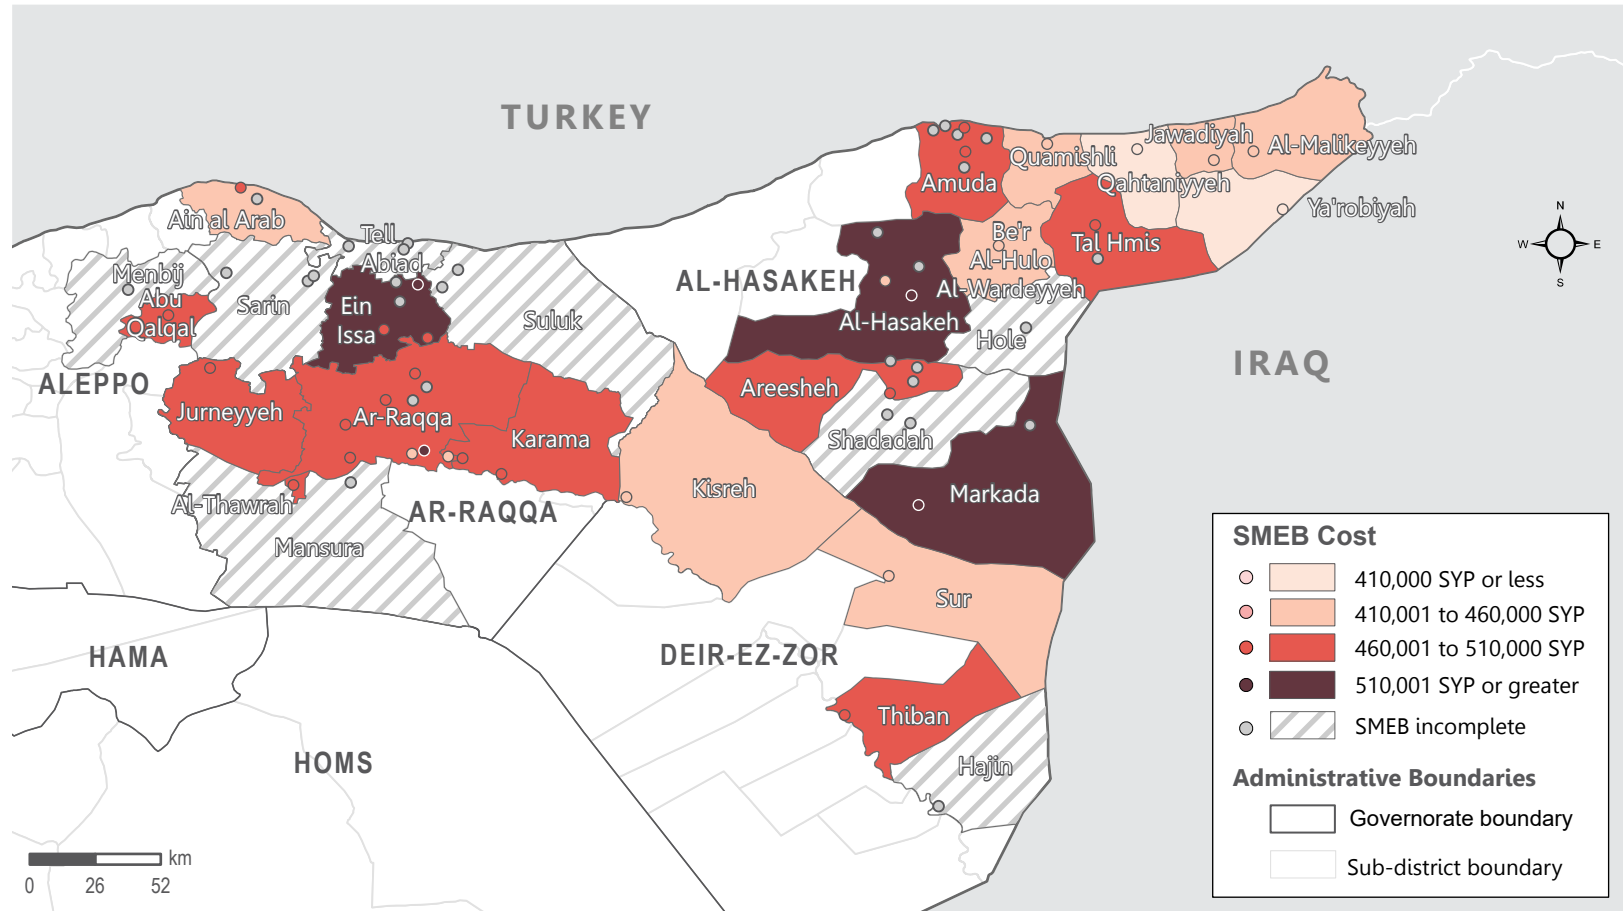 TURKEY
Jawadiyah
Al-Malikeyyeh
Quamishli
Amuda
Qahtaniyyeh
Ya'robiyah
Ain al Arab
Tell
Abiad
Be'r
Al-Hulo
Al-Wardeyyeh
Tal Hmis
N
W
E
S
Menbij
Abu
Qalqal
Sarin
Ein
Issa
Suluk
AL-HASAKEH
Al-Hasakeh
Hole
IRAQ
ALEPPO
Jurneyyeh
Ar-Raqqa
Karama
Areesheh
Shadadah
Al-Thawrah
AR-RAQQA
Kisreh
Markada
Mansura
Sur
HAMA
DEIR-EZ-ZOR
Thiban
HOMS
Hajin
SMEB Cost
410,000 SYP or less
410,001 to 460,000 SYP
460,001 to 510,000 SYP
510,001 SYP or greater
SMEB incomplete
Administrative Boundaries
Governorate boundary
Sub-district boundary
km
0 26 52